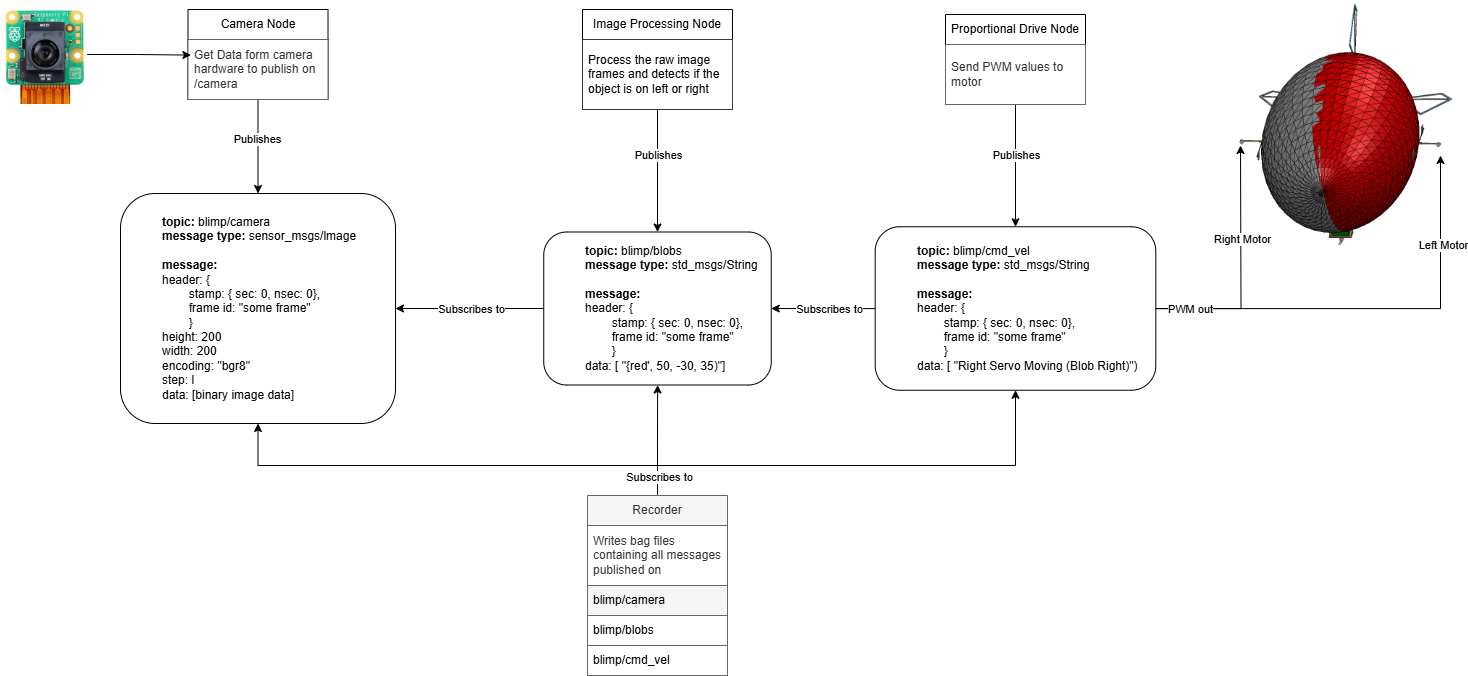 Camera Node
Get Data form camera
hardware to publish on
/camera
Image Processing Node
Process the raw image
frames and detects if the
object is on left or right
Proportional Drive Node
Send PWM values to
motor
Publishes
Publishes
Publishes
topic: blimp/camera
message type: sensor_msgs/Image
message:
header: {
stamp: { sec: 0, nsec: 0},
frame id: "some frame"
}
height: 200
width: 200
encoding: "bgr8"
step: I
data: [binary image data]
Subscribes to
topic: blimp/blobs
message type: std_msgs/String
message:
header: {
stamp: { sec: 0, nsec: 0},
frame id: "some frame"
}
data: [ "{red', 50, -30, 35)"]
Subscribes to
topic: blimp/cmd_vel
message type: std_msgs/String
message:
header: {
stamp: { sec: 0, nsec: 0},
frame id: "some frame"
}
data: [ "Right Servo Moving (Blob Right)")
PWM out
Right Motor
Left Motor
Subscribes to
Recorder
Writes bag files
containing all messages
published on
blimp/camera
blimp/blobs
blimp/cmd_vel